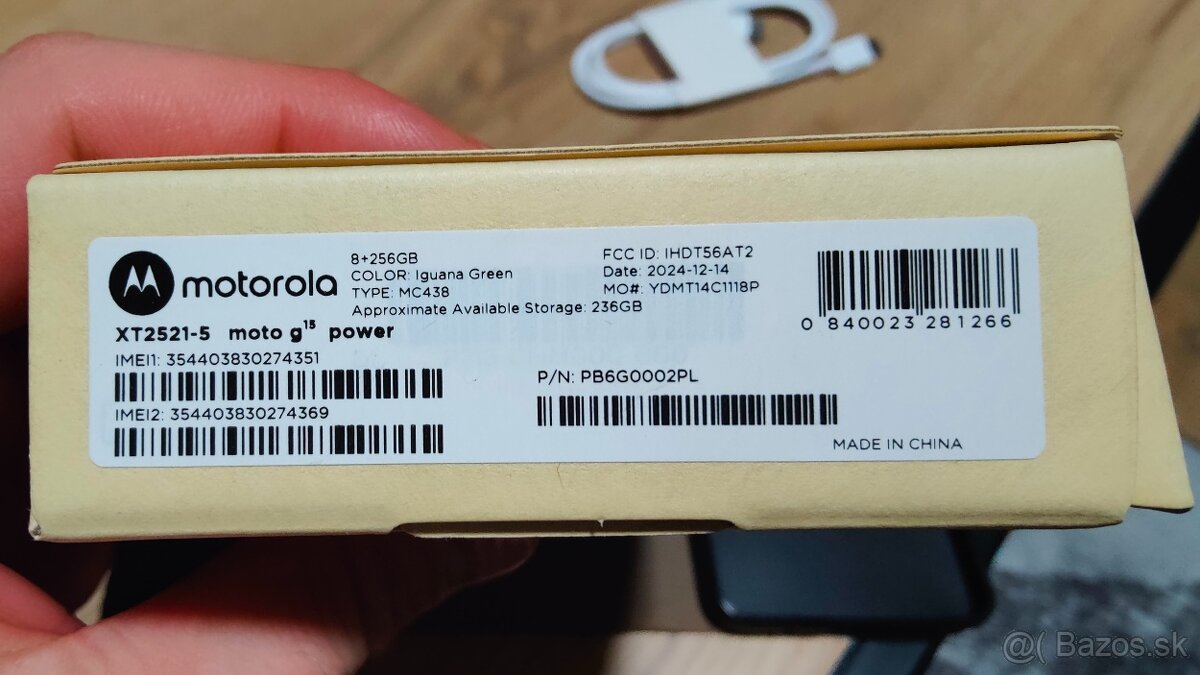 motorola
8+256GB
COLOR: Iguana Green
TYPE: MC438
Approximate Available Storage: 236GB
FCC ID: IHDT56AT2
Date: 2024-12-14
MO#: YDMT14C1118P
0 840023 281266
XT2521-5 moto g15 power
IMEI1: 354403830274351
IMEI2: 354403830274369
P/N: PB6G0002PL
MADE IN CHINA
@( Bazos.sk